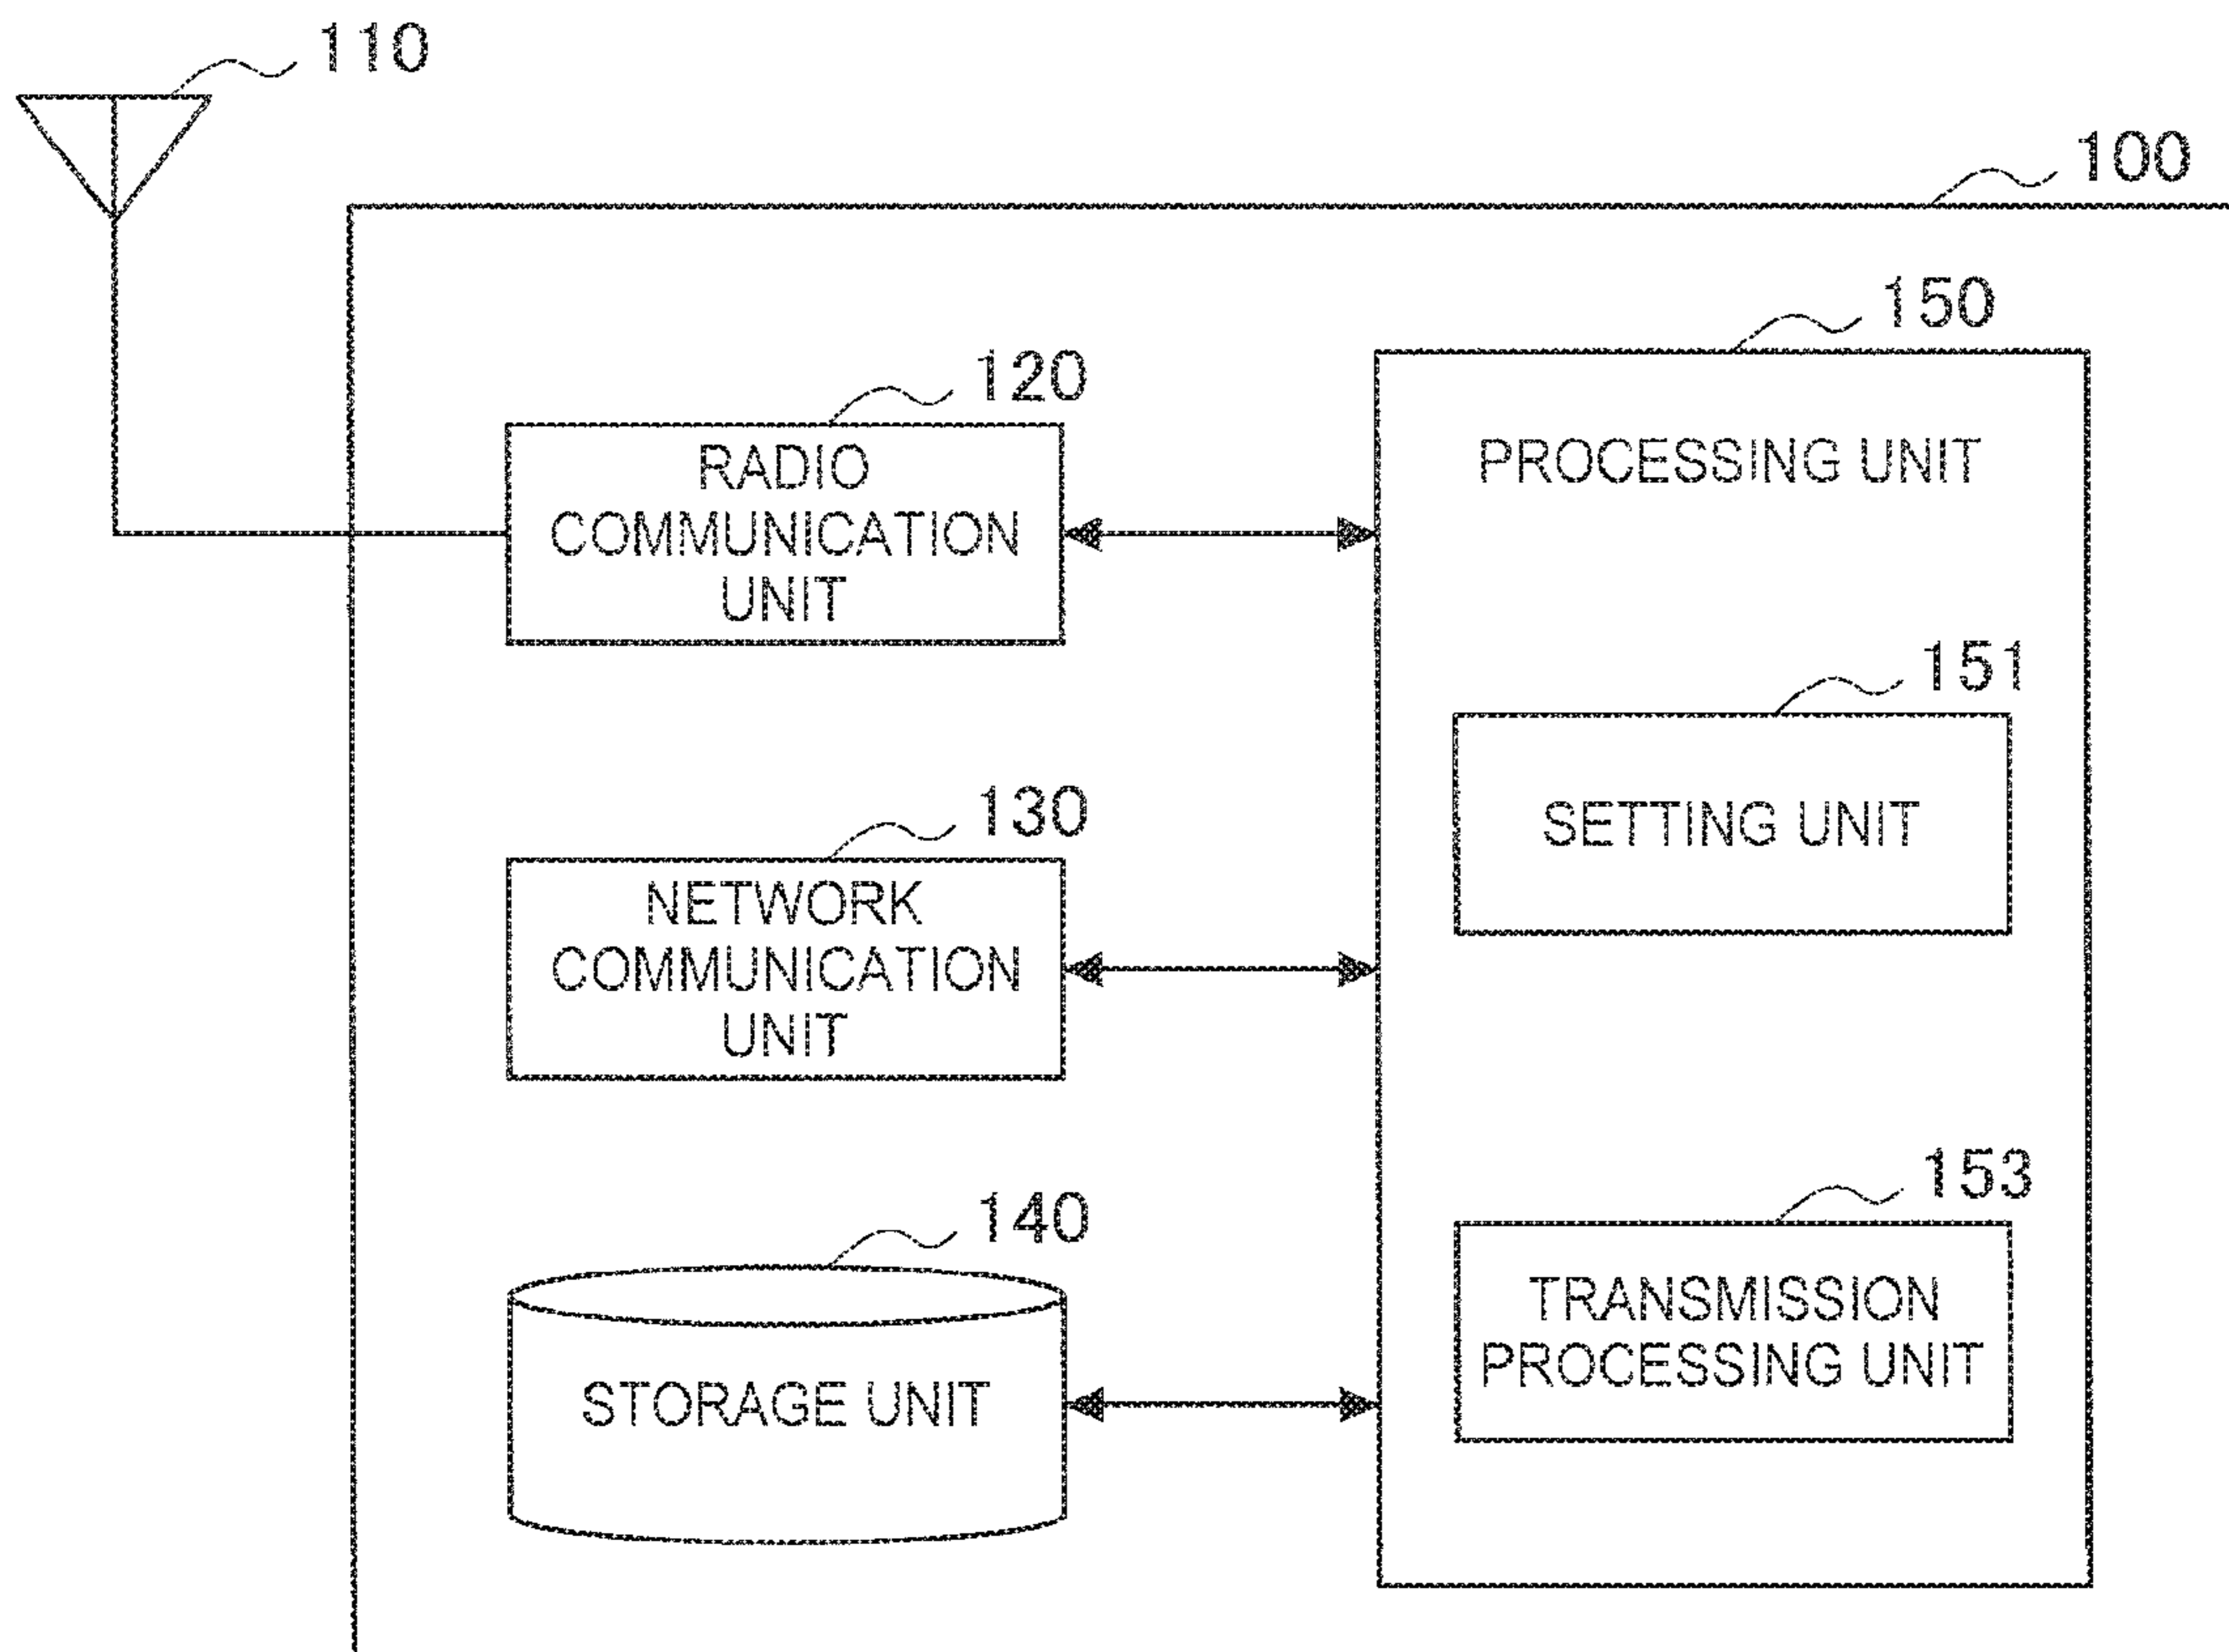 110
100
150
120
RADIO
COMMUNICATION
UNIT
PROCESSING UNIT
151
SETTING UNIT
130
NETWORK
COMMUNICATION
UNIT
153
TRANSMISSION
PROCESSING UNIT
140
STORAGE UNIT